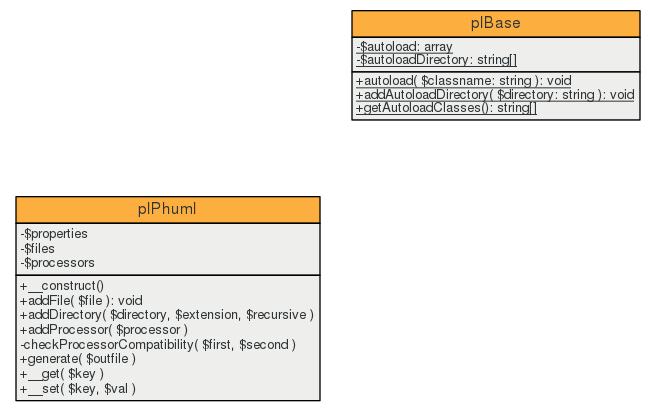 plBase
-$autoload: array
-$autoloadDirectory: string[]
+autoload( $classname: string ): void
+addAutoloadDirectory( $directory: string ): void
+getAutoloadClasses(): string[]
plPhuml
-$properties
-$files
-$processors
+__construct()
+addFile( $file ): void
+addDirectory( $directory, $extension, $recursive )
+addProcessor( $processor )
-checkProcessorCompatibility( $first, $second )
+generate( $outfile )
+__get( $key )
+__set( $key, $val )